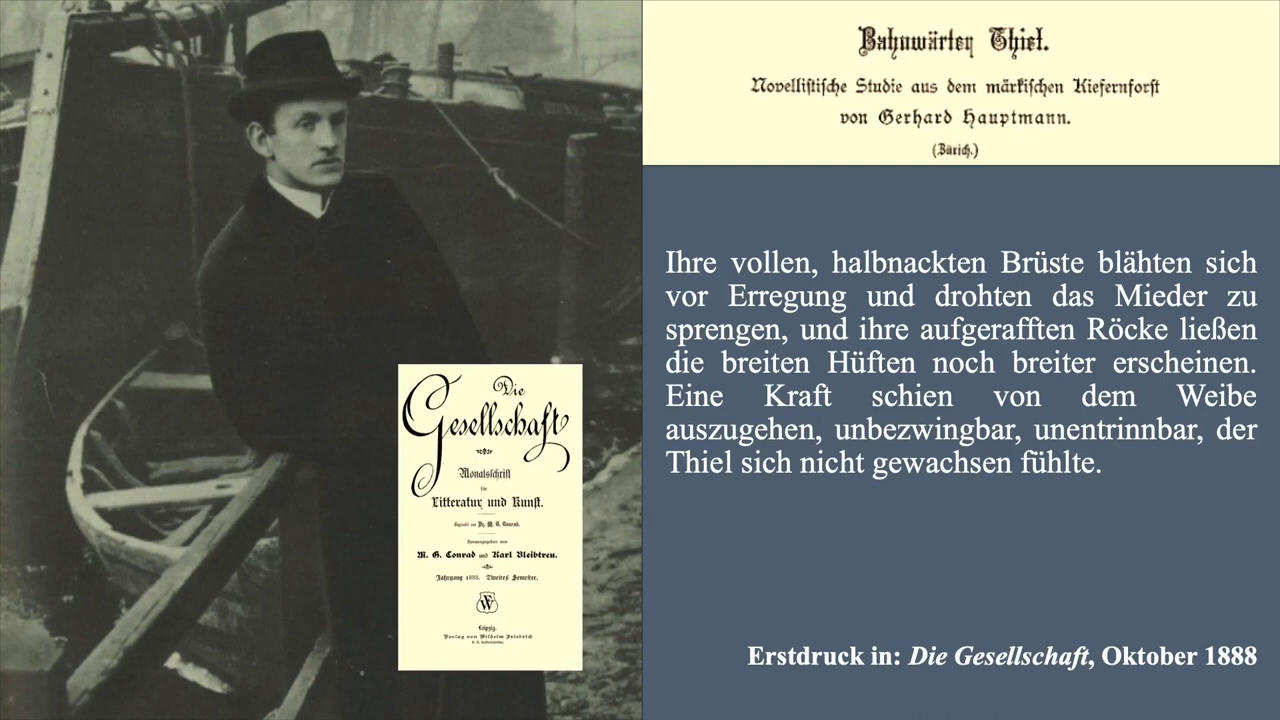 Bahnwärter Thiel.
Novellistische Studie aus dem märkischen Kiefernforst
von Gerhard Hauptmann.
(Zürich.)
Ihre vollen, halbnackten Brüste blähten sich
vor Erregung und drohten das Mieder zu
sprengen, und ihre aufgerafften Röcke ließen
die breiten Hüften noch breiter erscheinen.
Eine Kraft schien von dem Weibe
auszugehen, unbezwingbar, unentrinnbar, der
Thiel sich nicht gewachsen fühlte.
Erstdruck in: Die Gesellschaft, Oktober 1888
Die
Gesellschaft
Monatsschrift
für
Litteratur und Kunst.
Begründet von Dr. M. G. Conrad.
Herausgegeben von
M. G. Conrad und Karl Bleibtreu.
Jahrgang 1888. Zweites Semester.
Leipzig.
Verlag von Wilhelm Friedrich